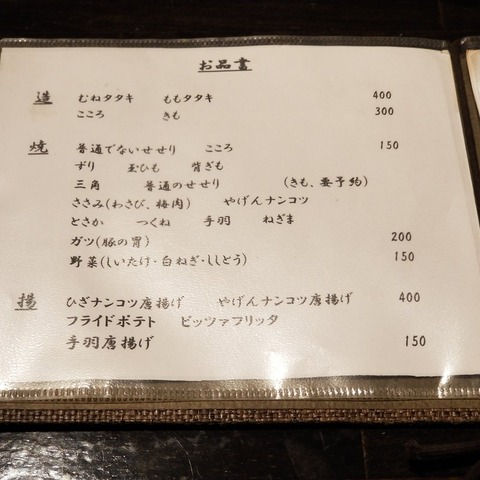 お品書
造 むねタタキ ももタタキ 400
こころ きも 300
焼 普通でないせせり こころ 150
ずり 玉ひも 背ぎも
三角 普通のせせり (きも、要予約)
ささみ(わさび、梅肉) やげんナンコツ
とさか つくね 手羽 ねぎま
ガツ(豚の胃) 200
野菜(しいたけ・白ねぎ・ししとう) 150
揚 ひざナンコツ唐揚げ やげんナンコツ唐揚げ 400
フライドポテト ピッツァフリッタ
手羽唐揚げ 150